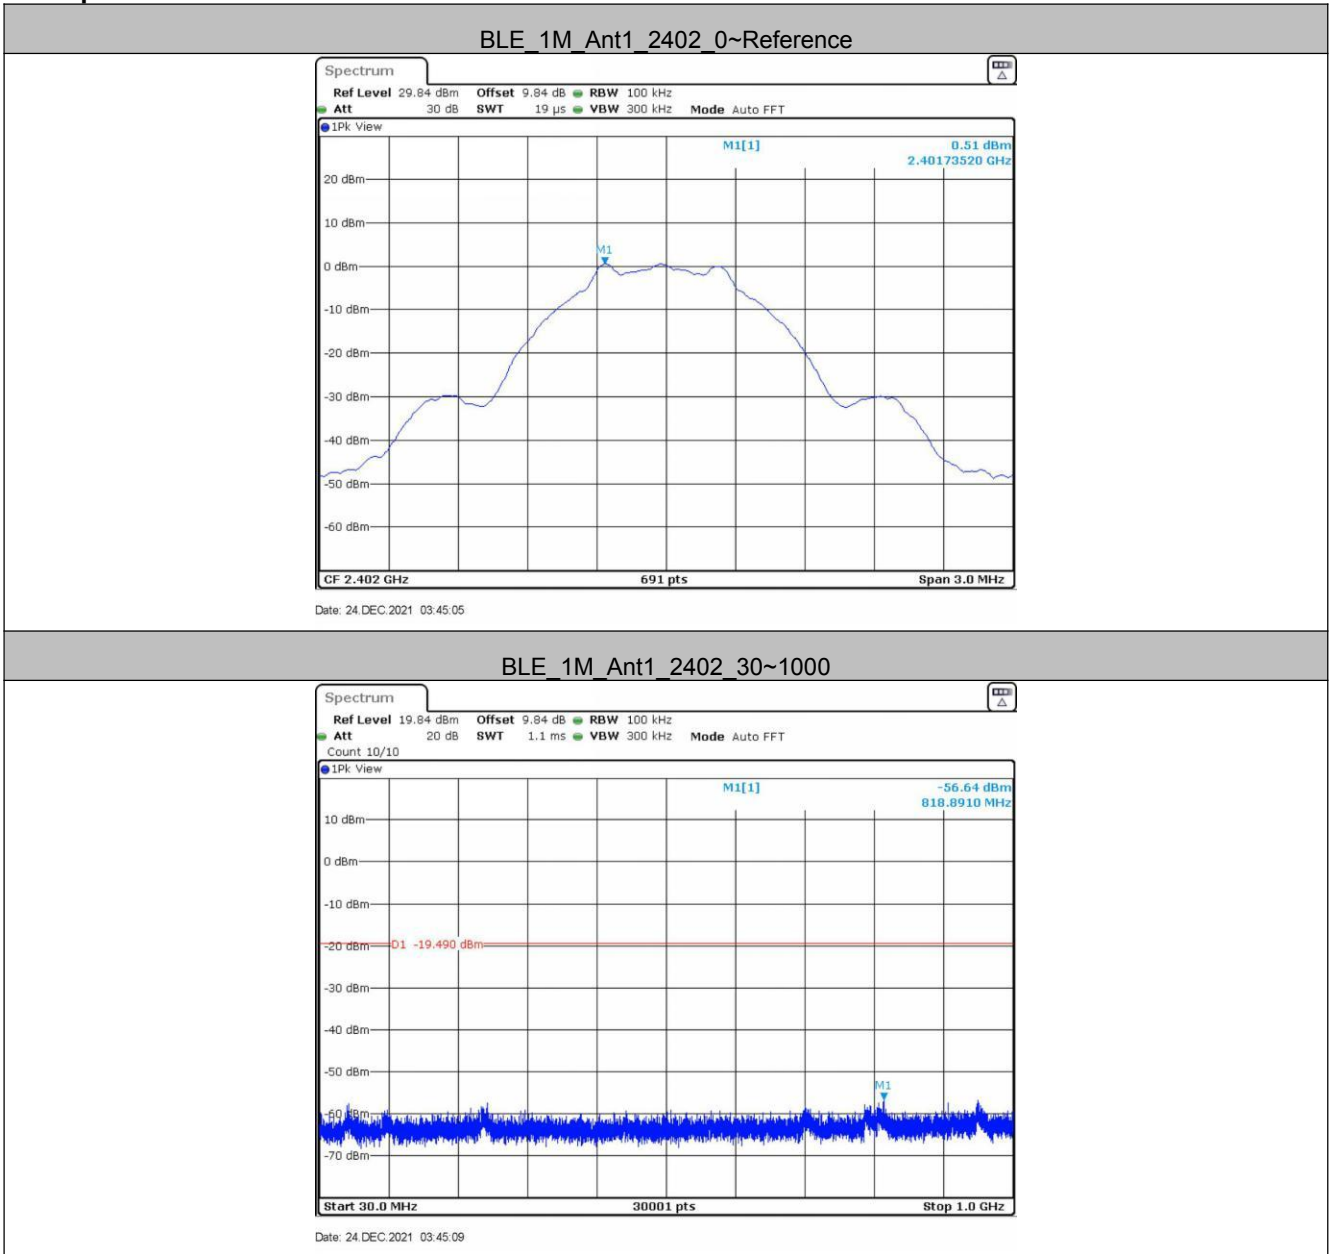 BLE_1M_Ant1_2402_0~Reference
Spectrum
Ref Level 29.84 dBm Offset 9.84 dB RBW 100 kHz
Att 30 dB SWT 19 µs VBW 300 kHz Mode Auto FFT
1Pk View
M1[1] 0.51 dBm
2.40173520 GHz
20 dBm
10 dBm
M1
0 dBm
-10 dBm
-20 dBm
-30 dBm
-40 dBm
-50 dBm
-60 dBm
CF 2.402 GHz 691 pts Span 3.0 MHz
Date: 24.DEC.2021 03:45:05
BLE_1M_Ant1_2402_30~1000
Spectrum
Ref Level 19.84 dBm Offset 9.84 dB RBW 100 kHz
Att 20 dB SWT 1.1 ms VBW 300 kHz Mode Auto FFT
Count 10/10
1Pk View
M1[1] -56.64 dBm
818.8910 MHz
10 dBm
0 dBm
-10 dBm
-20 dBm D1 -19.490 dBm
-30 dBm
-40 dBm
-50 dBm
M1
-60 dBm
-70 dBm
Start 30.0 MHz 30001 pts Stop 1.0 GHz
Date: 24.DEC.2021 03:45:09